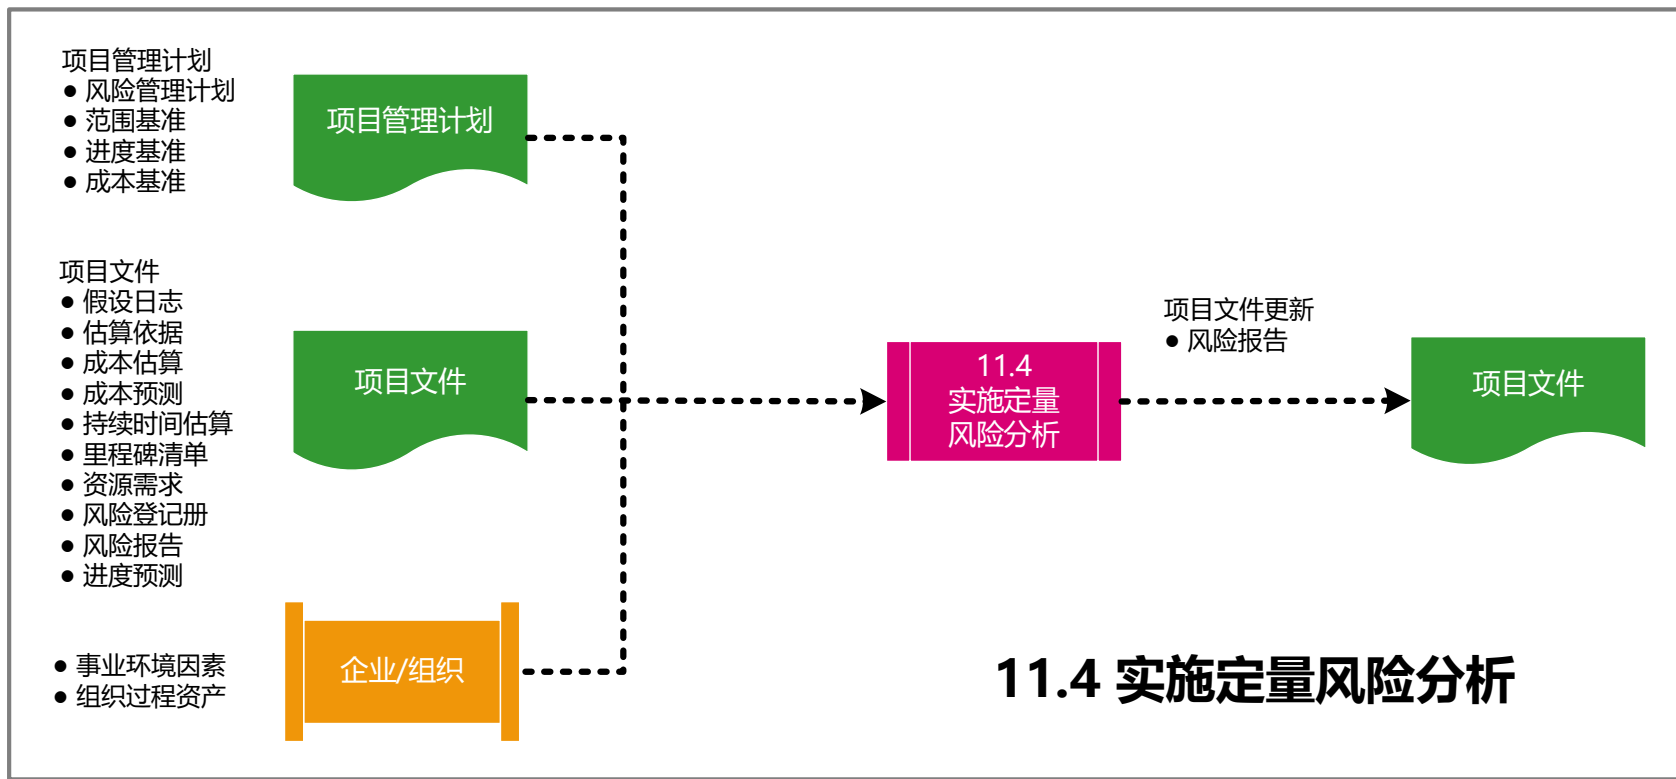 项目管理计划
● 风险管理计划
● 范围基准
● 进度基准
● 成本基准
项目管理计划
项目文件
● 假设日志
● 估算依据
● 成本估算
● 成本预测
● 持续时间估算
● 里程碑清单
● 资源需求
● 风险登记册
● 风险报告
● 进度预测
项目文件
● 事业环境因素
● 组织过程资产
企业/组织
11.4
实施定量
风险分析
项目文件更新
● 风险报告
项目文件
11.4 实施定量风险分析